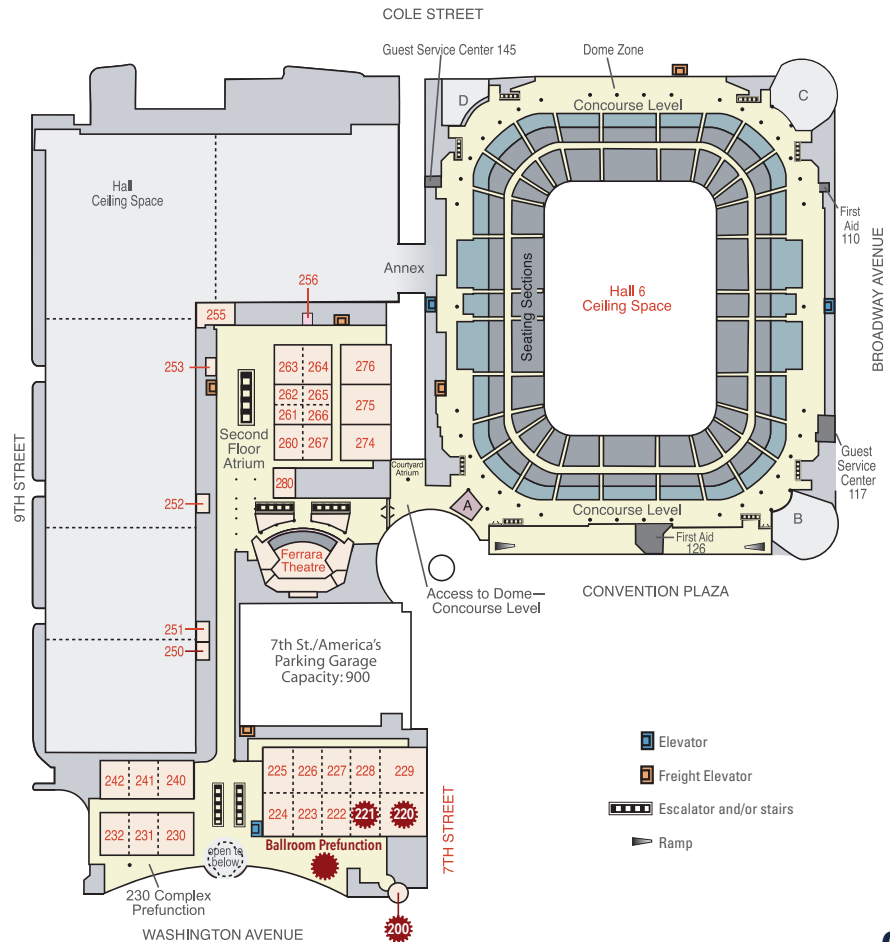 COLE STREET
Guest Service Center 145
Dome Zone
D
Concourse Level
C
Hall
Ceiling Space
First
Aid
110
Annex
256
255
Hall 6
Ceiling Space
Seating Sections
BROADWAY AVENUE
253
263 264
276
262 265
275
261 266
260 267
274
Second
Floor
Atrium
Courtyard
Atrium
280
Guest
Service
Center
117
9TH STREET
252
A
Concourse Level
B
First Aid
126
Ferrara
Theatre
Access to Dome—
Concourse Level
CONVENTION PLAZA
251
250
7th St./America's
Parking Garage
Capacity: 900
Elevator
Freight Elevator
Escalator and/or stairs
Ramp
242 241 240
225 226 227 228 229
224 223 222 221 220
232 231 230
Ballroom Prefunction
open to
below
7TH STREET
230 Complex
Prefunction
200
WASHINGTON AVENUE